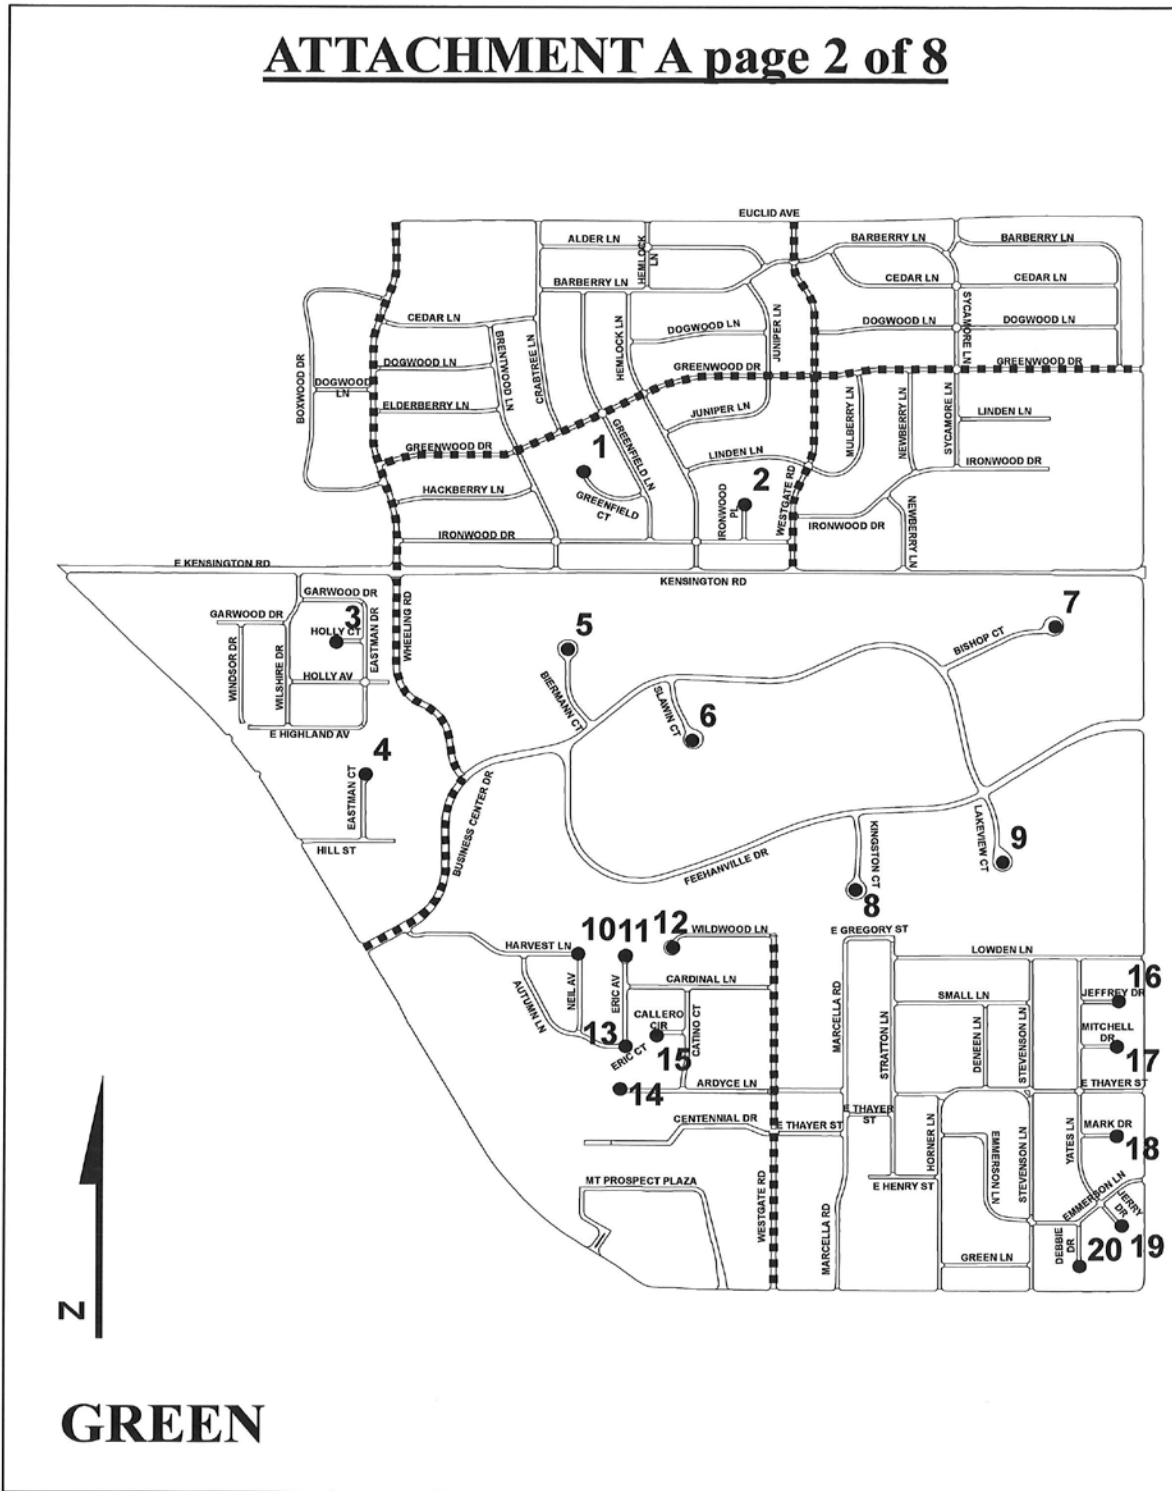 ATTACHMENT A page 2 of 8
EUCLID AVE
ALDER LN
HEMLOCK LN
BARBERRY LN
BARBERRY LN
BARBERRY LN
CEDAR LN
CEDAR LN
CEDAR LN
SYCAMORE LN
DOGWOOD LN
DOGWOOD LN
DOGWOOD LN
JUNIPER LN
HEMLOCK LN
CRABTREE LN
BRENTWOOD LN
BOXWOOD DR
DOGWOOD LN
DOGWOOD LN
GREENWOOD DR
GREENWOOD DR
ELDERBERRY LN
JUNIPER LN
MULBERRY LN
NEWBERRY LN
SYCAMORE LN
LINDEN LN
GREENWOOD DR
1
GREENFIELD LN
LINDEN LN
WESTGATE RD
IRONWOOD DR
HACKBERRY LN
GREENFIELD CT
IRONWOOD PL
2
IRONWOOD DR
NEWBERRY LN
IRONWOOD DR
E KENSINGTON RD
KENSINGTON RD
GARWOOD DR
GARWOOD DR
3
HOLLY CT
EASTMAN DR
WHEELING RD
WINDSOR DR
WILSHIRE DR
HOLLY AV
E HIGHLAND AV
5
BIERMANN CT
SLAWIN CT
6
BISHOP CT
7
4
EASTMAN CT
HILL ST
BUSINESS CENTER DR
FEEHANVILLE DR
KINGSTON CT
8
LAKEVIEW CT
9
HARVEST LN
10
11
12
WILDWOOD LN
E GREGORY ST
LOWDEN LN
AUTUMN LN
NEIL AV
ERIC AV
CARDINAL LN
CALLERO CIR
CATINO CT
13
ERIC CT
15
MARCELLA RD
STRATTON LN
SMALL LN
DENEEN LN
STEVENSON LN
16
JEFFREY DR
MITCHELL DR
17
14
ARDYCE LN
E THAYER ST
CENTENNIAL DR
E THAYER ST
E THAYER ST
HORNER LN
EMMERSON LN
STEVENSON LN
YATES LN
MARK DR
18
MT PROSPECT PLAZA
WESTGATE RD
MARCELLA RD
E HENRY ST
EMMERSON LN
JERRY DR
GREEN LN
DEBBIE DR
20
19
N
GREEN